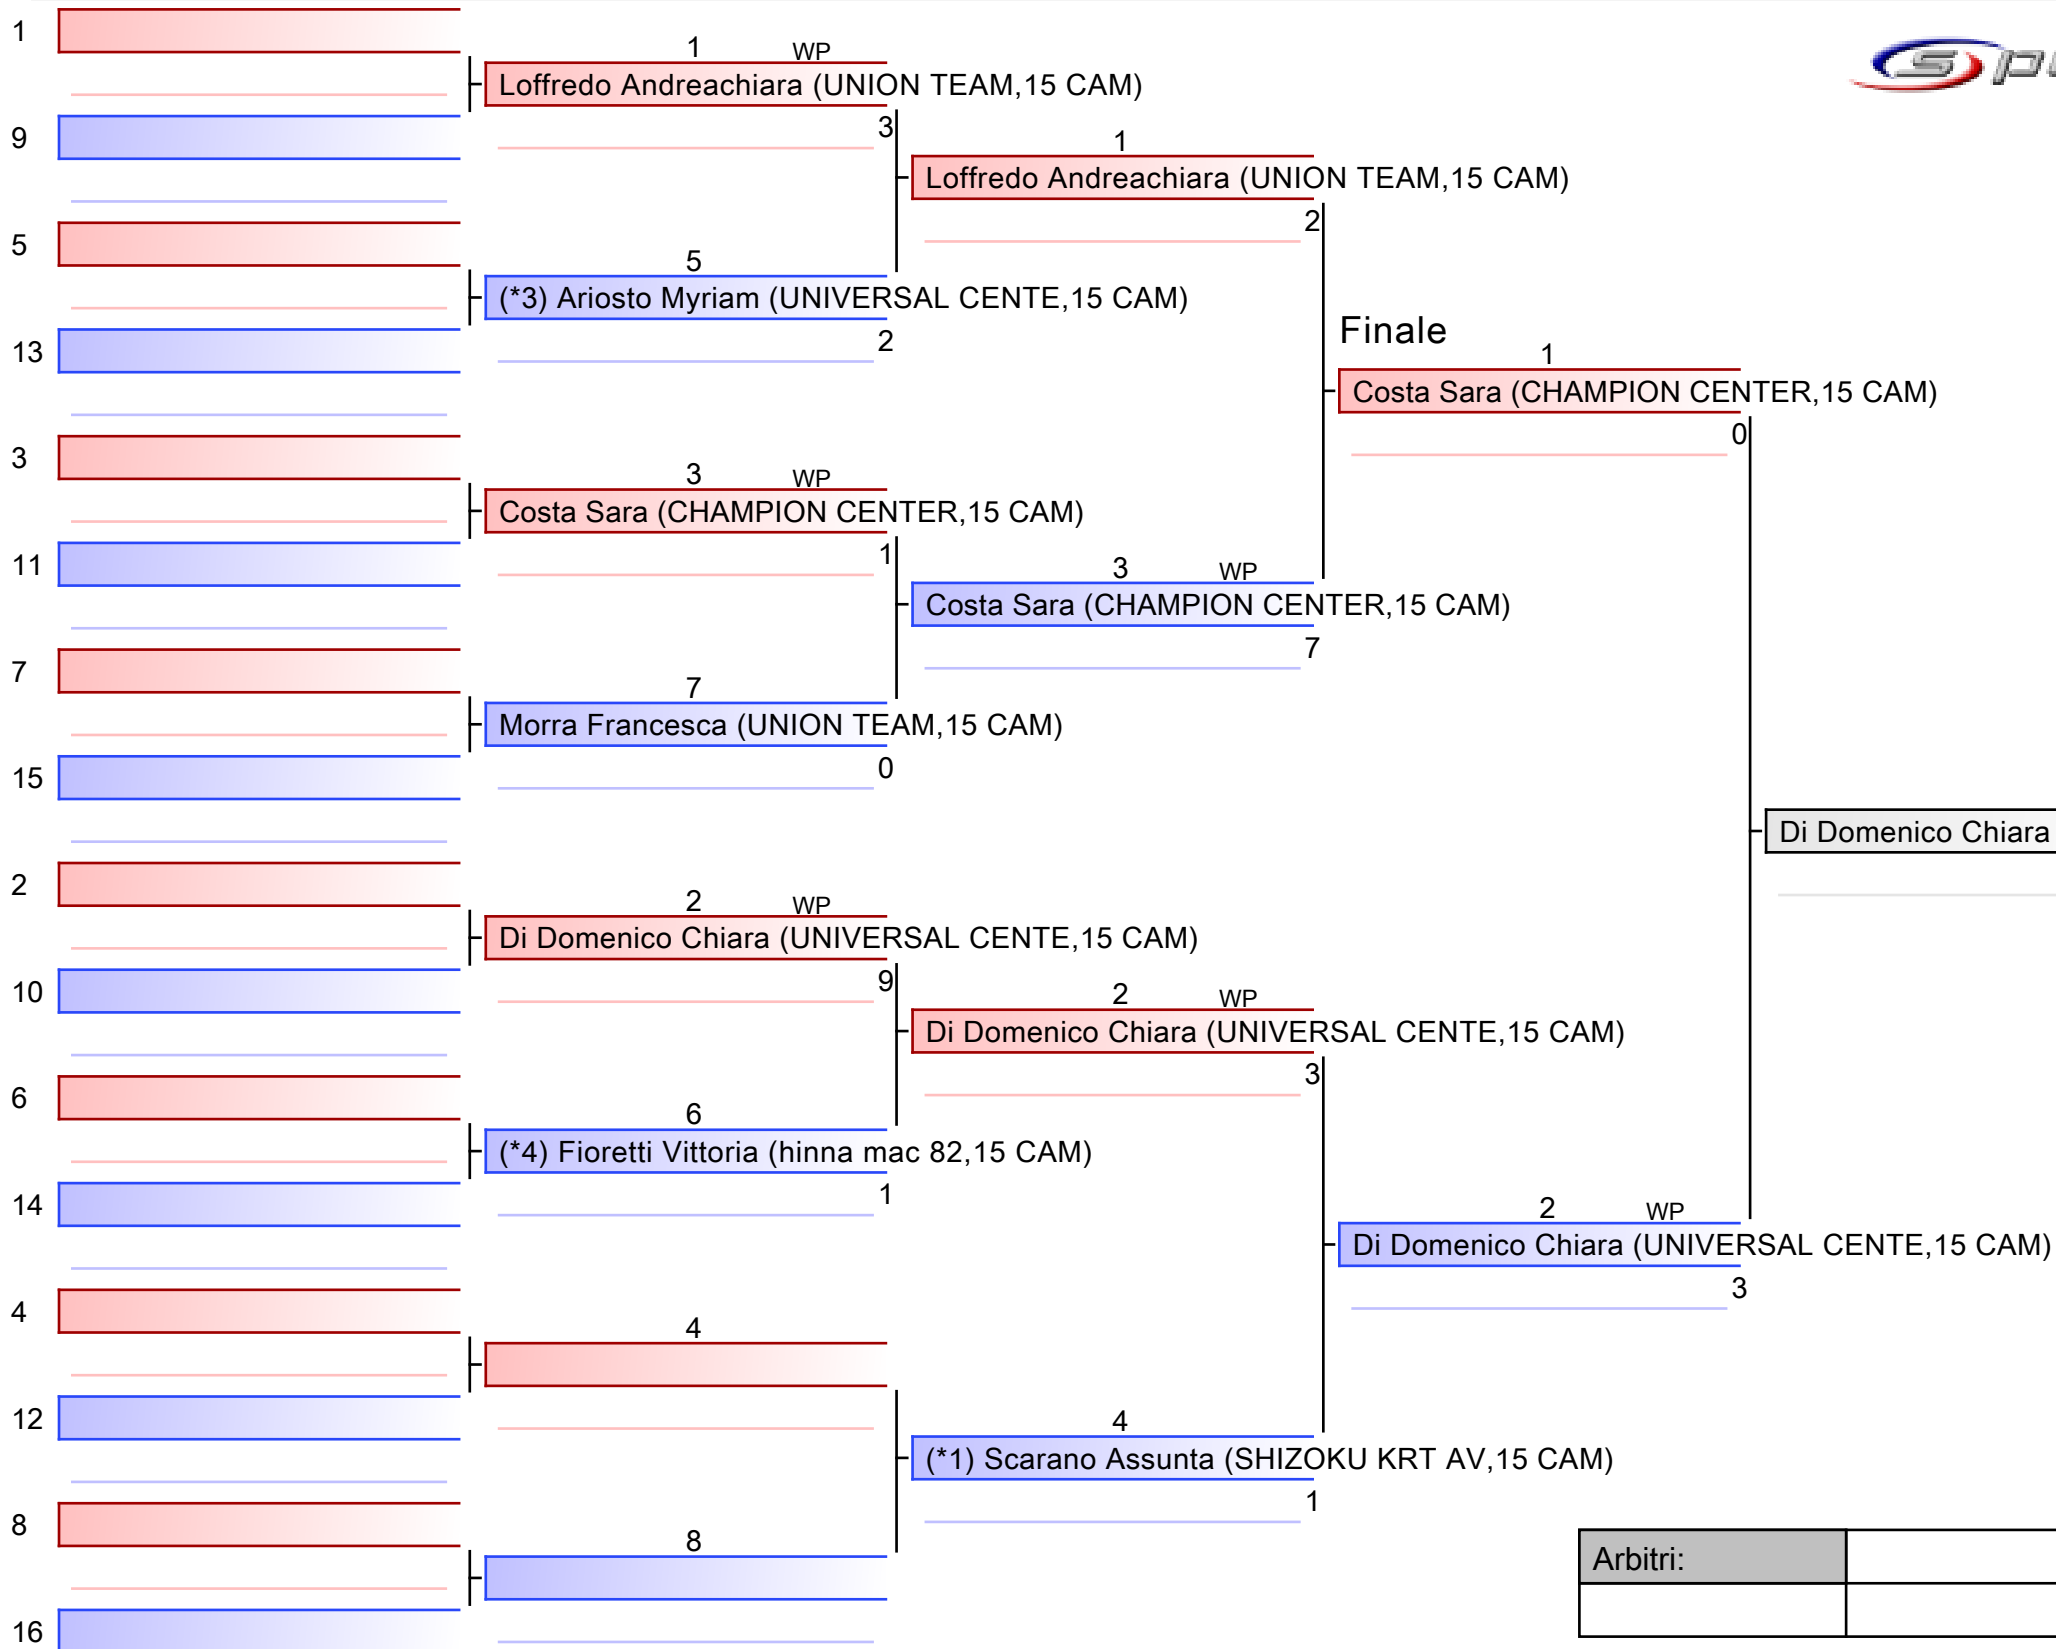 1
9
5
13
3
11
7
15
2
10
6
14
4
12
8
16
1 WP
Loffredo Andreachiara (UNION TEAM,15 CAM)
3
5
(*3) Ariosto Myriam (UNIVERSAL CENTE,15 CAM)
2
3 WP
Costa Sara (CHAMPION CENTER,15 CAM)
1
7
Morra Francesca (UNION TEAM,15 CAM)
0
2 WP
Di Domenico Chiara (UNIVERSAL CENTE,15 CAM)
9
6
(*4) Fioretti Vittoria (hinna mac 82,15 CAM)
1
4
8
1
Loffredo Andreachiara (UNION TEAM,15 CAM)
2
3 WP
Costa Sara (CHAMPION CENTER,15 CAM)
7
2 WP
Di Domenico Chiara (UNIVERSAL CENTE,15 CAM)
3
4
(*1) Scarano Assunta (SHIZOKU KRT AV,15 CAM)
1
Finale
1
Costa Sara (CHAMPION CENTER,15 CAM)
0
2 WP
Di Domenico Chiara (UNIVERSAL CENTE,15 CAM)
3
Di Domenico Chiara
Arbitri: